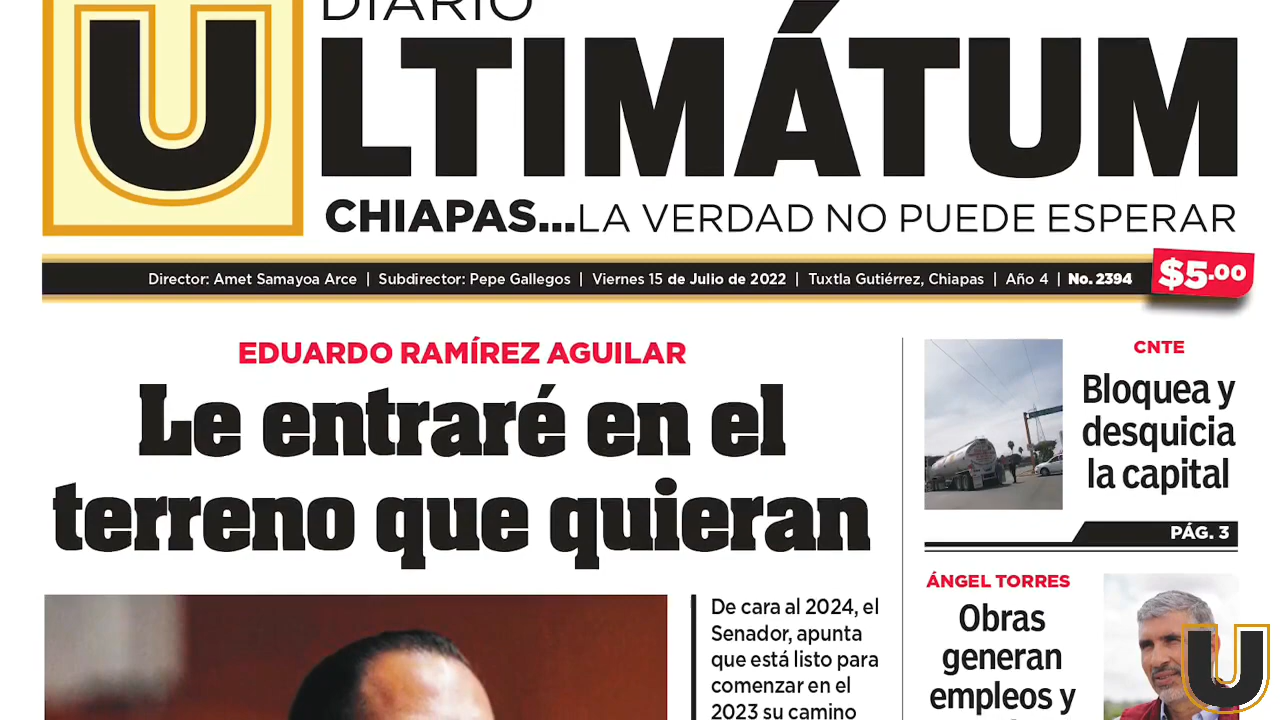 DIARIO
ULTIMÁTUM
CHIAPAS...LA VERDAD NO PUEDE ESPERAR
Director: Amet Samayoa Arce | Subdirector: Pepe Gallegos | Viernes 15 de Julio de 2022 | Tuxtla Gutiérrez, Chiapas | Año 4 | No. 2394
$5.00
EDUARDO RAMÍREZ AGUILAR
Le entraré en el
terreno que quieran
De cara al 2024, el
Senador, apunta
que está listo para
comenzar en el
2023 su camino
CNTE
Bloquea y
desquicia
la capital
PÁG. 3
ÁNGEL TORRES
Obras
generan
empleos y
U